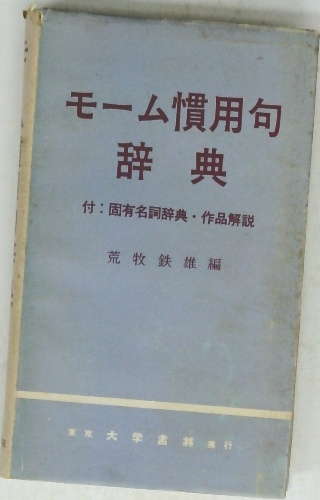 モーム慣用句
辞典
付：固有名詞辞典・作品解説
荒牧鉄雄編
東京 大学書林 発行